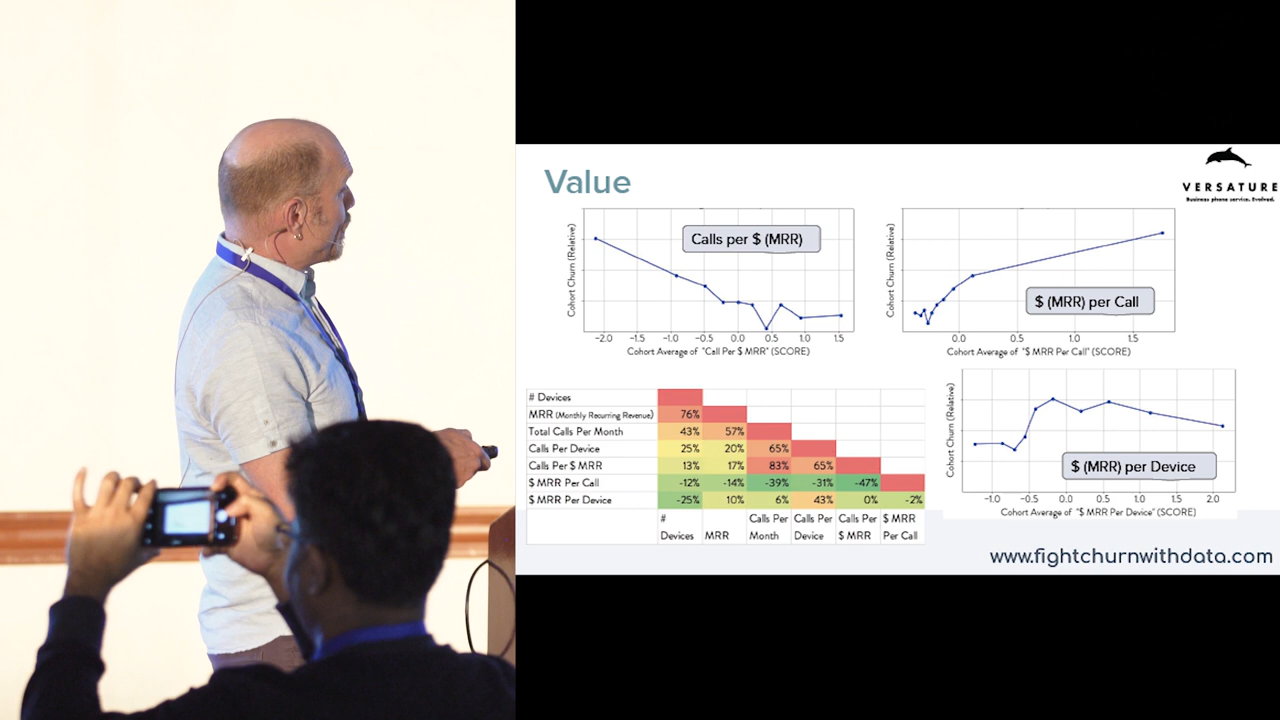 Value
VERSATURE
Business phone service. Evolved.
Cohort Churn (Relative)
Calls per $ (MRR)
−2.0 −1.5 −1.0 −0.5 0.0 0.5 1.0 1.5
Cohort Average of "Call Per $ MRR" (SCORE)
Cohort Churn (Relative)
$ (MRR) per Call
0.0 0.5 1.0 1.5
Cohort Average of "$ MRR Per Call" (SCORE)
# Devices
MRR (Monthly Recurring Revenue) 76%
Total Calls Per Month 43% 57%
Calls Per Device 25% 20% 65%
Calls Per $ MRR 13% 17% 83% 65%
$ MRR Per Call -12% -14% -39% -31% -47%
$ MRR Per Device -25% 10% 6% 43% 0% -2%
# Calls Per Calls Per Calls Per $ MRR
Devices MRR Month Device $ MRR Per Call
Cohort Churn (Relative)
$ (MRR) per Device
−1.0 −0.5 0.0 0.5 1.0 1.5 2.0
Cohort Average of "$ MRR Per Device" (SCORE)
www.fightchurnwithdata.com